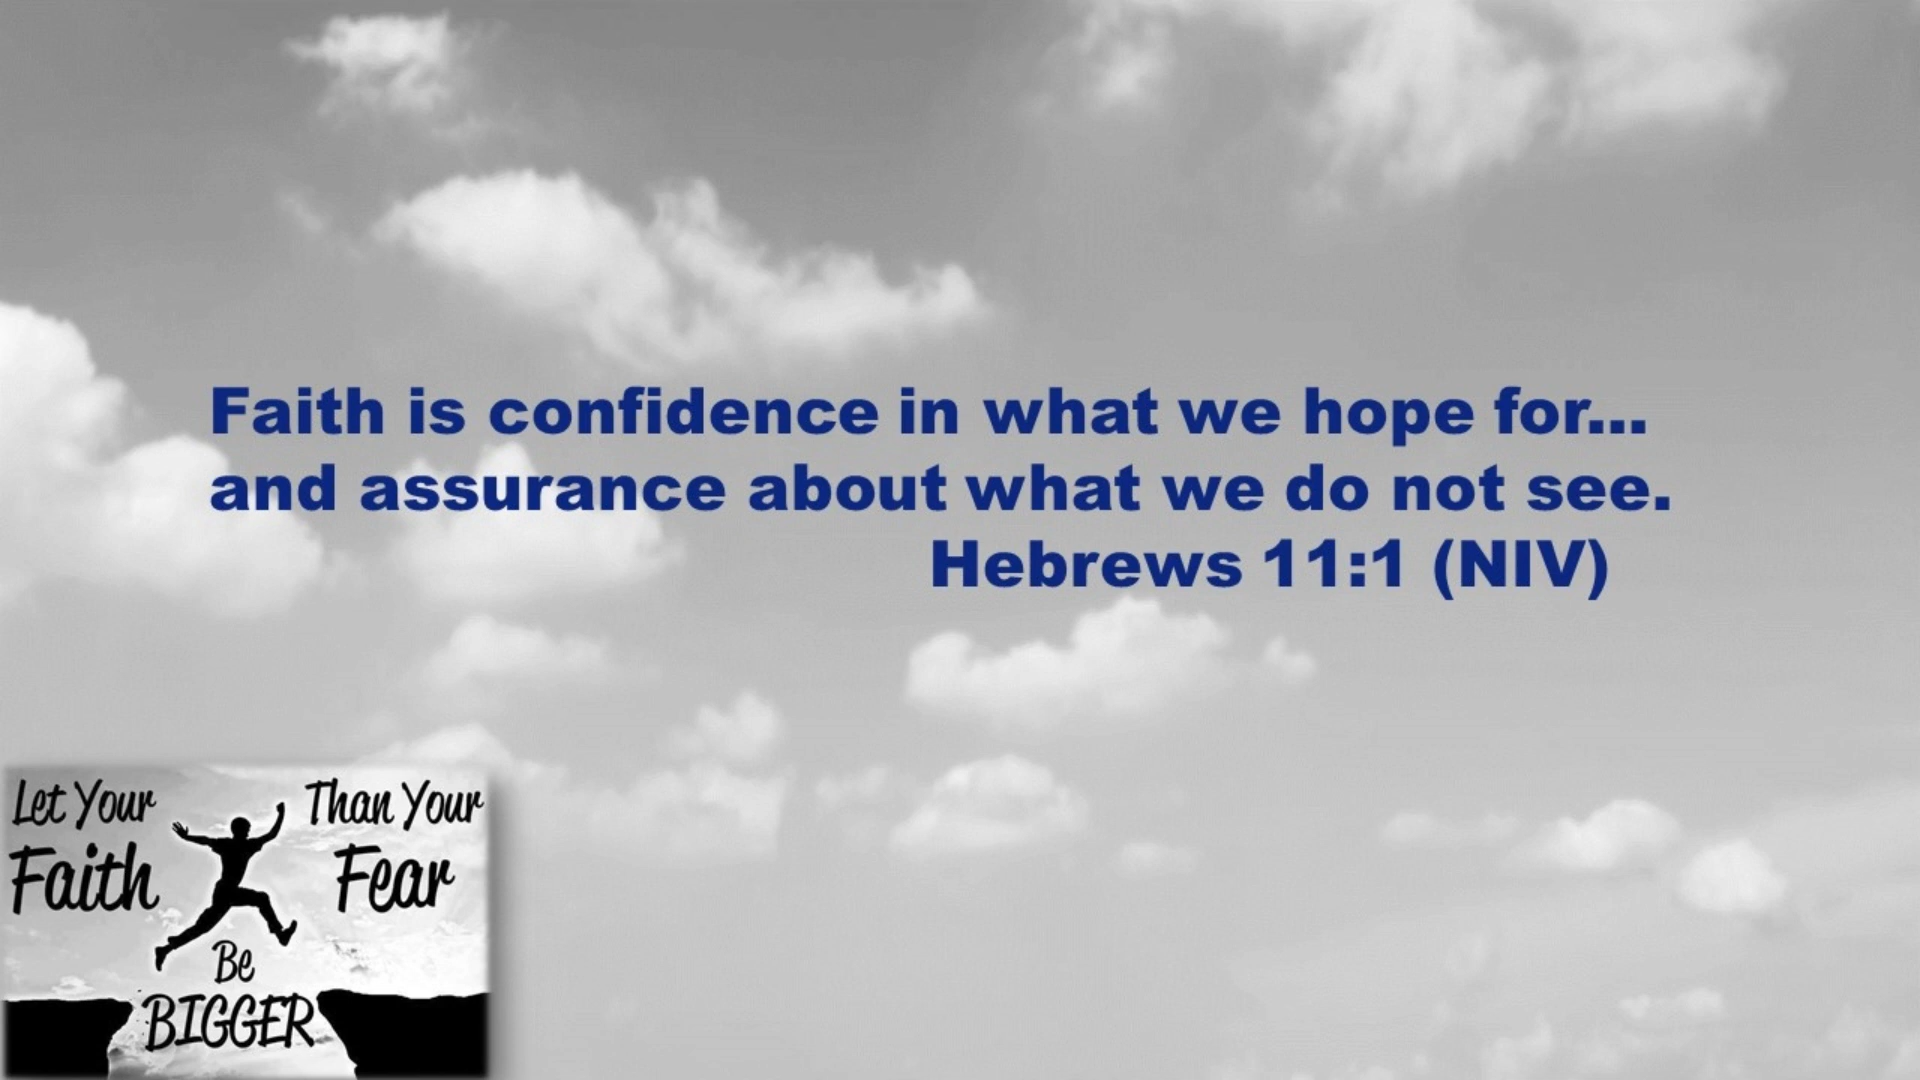 Faith is confidence in what we hope for...
and assurance about what we do not see.
Hebrews 11:1 (NIV)
Let Your
Faith
Be
BIGGER
Than Your
Fear